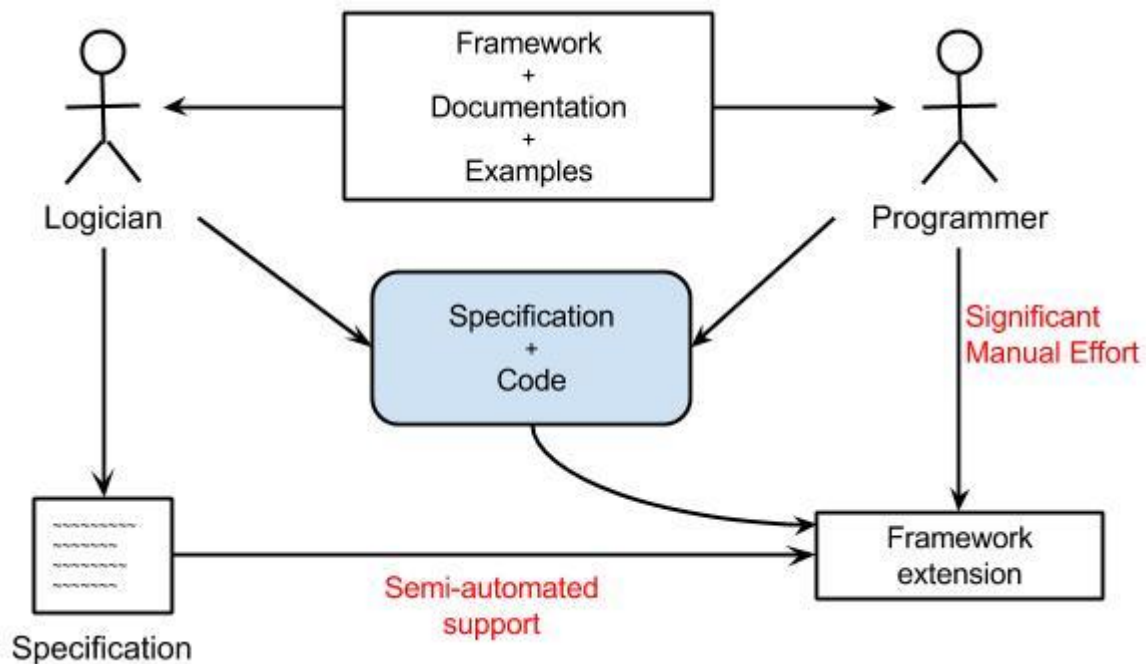 Framework
+
Documentation
+
Examples
Logician
Programmer
Specification
+
Code
Significant
Manual Effort
~~~~~~~~~
~~~~~~~
~~~~~~~~
~~~~~~~
Framework
extension
Semi-automated
support
Specification